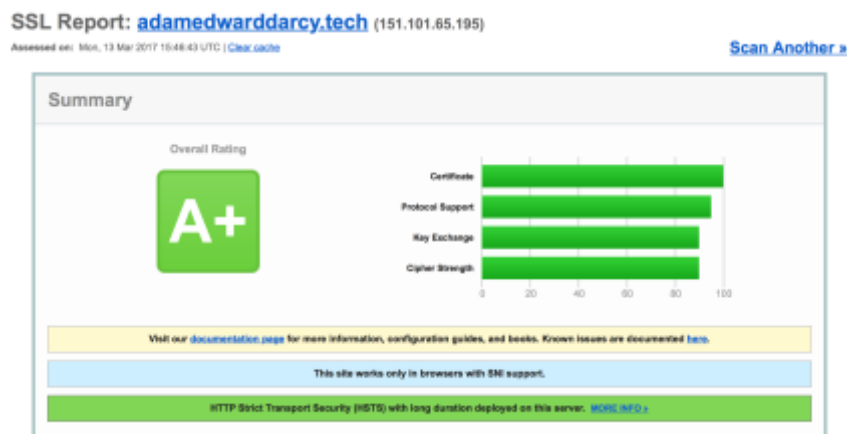 SSL Report: adamedwarddarcy.tech (151.101.65.195)
Assessed on: Mon, 13 Mar 2017 15:48:43 UTC | Clear cache
Scan Another »
Summary
Overall Rating
A+
Certificate
Protocol Support
Key Exchange
Cipher Strength
0 20 40 60 80 100
Visit our documentation page for more information, configuration guides, and books. Known issues are documented here.
This site works only in browsers with SNI support.
HTTP Strict Transport Security (HSTS) with long duration deployed on this server. MORE INFO »